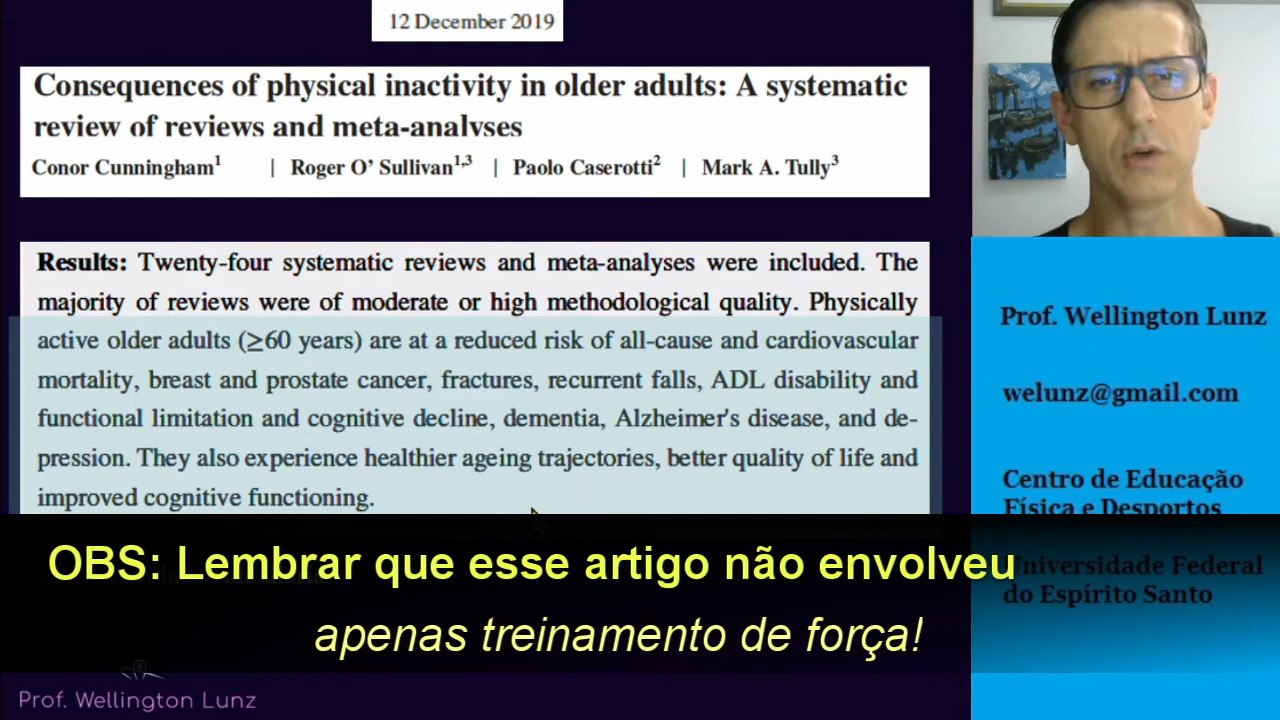 12 December 2019
Consequences of physical inactivity in older adults: A systematic
review of reviews and meta-analvses
Conor Cunningham1 | Roger O' Sullivan1,3 | Paolo Caserotti2 | Mark A. Tully3
Results: Twenty-four systematic reviews and meta-analyses were included. The
majority of reviews were of moderate or high methodological quality. Physically
active older adults (≥60 years) are at a reduced risk of all-cause and cardiovascular
mortality, breast and prostate cancer, fractures, recurrent falls, ADL disability and
functional limitation and cognitive decline, dementia, Alzheimer's disease, and de-
pression. They also experience healthier ageing trajectories, better quality of life and
improved cognitive functioning.
Prof. Wellington Lunz
welunz@gmail.com
Centro de Educação
Física e Desportos
Universidade Federal
do Espírito Santo
OBS: Lembrar que esse artigo não envolveu
apenas treinamento de força!
Prof. Wellington Lunz